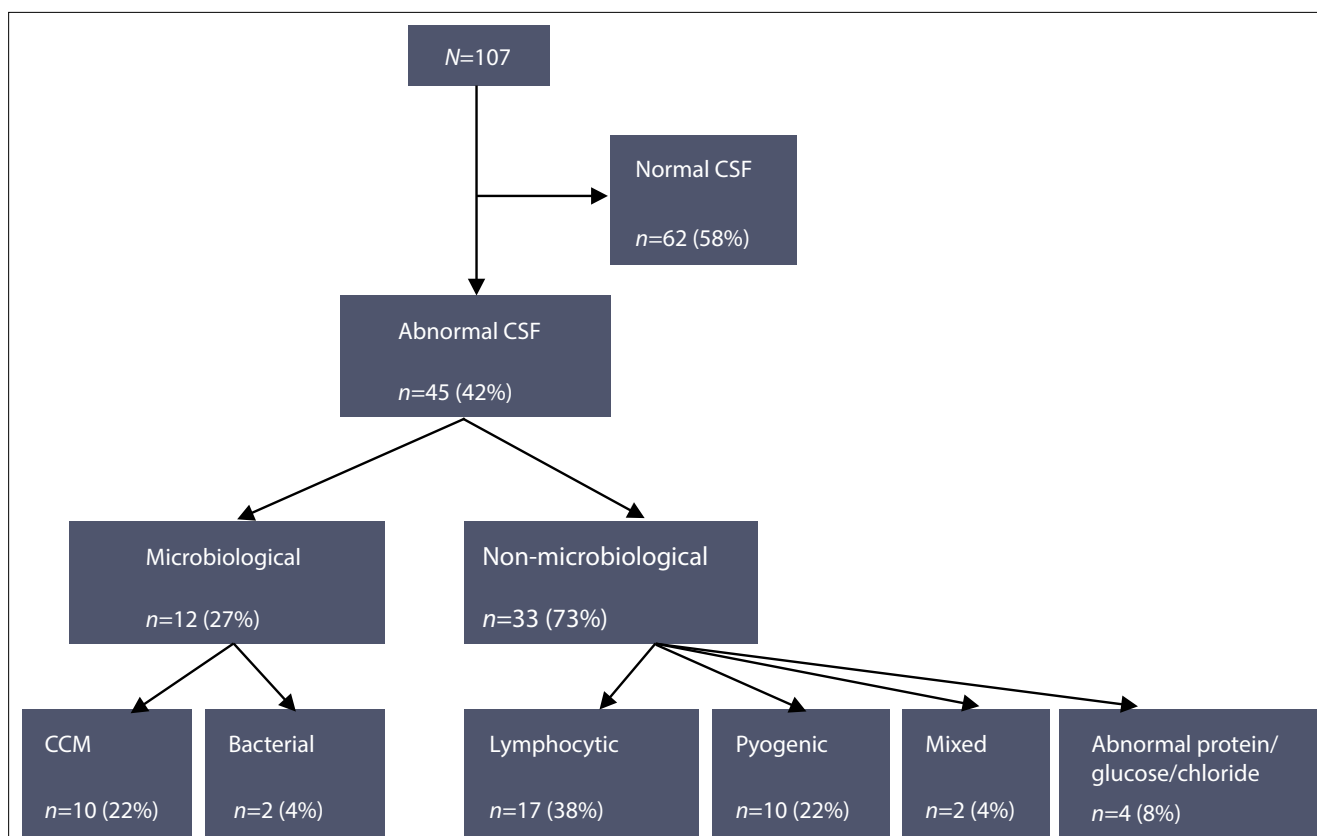 N=107
Normal CSF
n=62 (58%)
Abnormal CSF
n=45 (42%)
Microbiological
n=12 (27%)
Non-microbiological
n=33 (73%)
CCM
n=10 (22%)
Bacterial
n=2 (4%)
Lymphocytic
n=17 (38%)
Pyogenic
n=10 (22%)
Mixed
n=2 (4%)
Abnormal protein/
glucose/chloride
n=4 (8%)